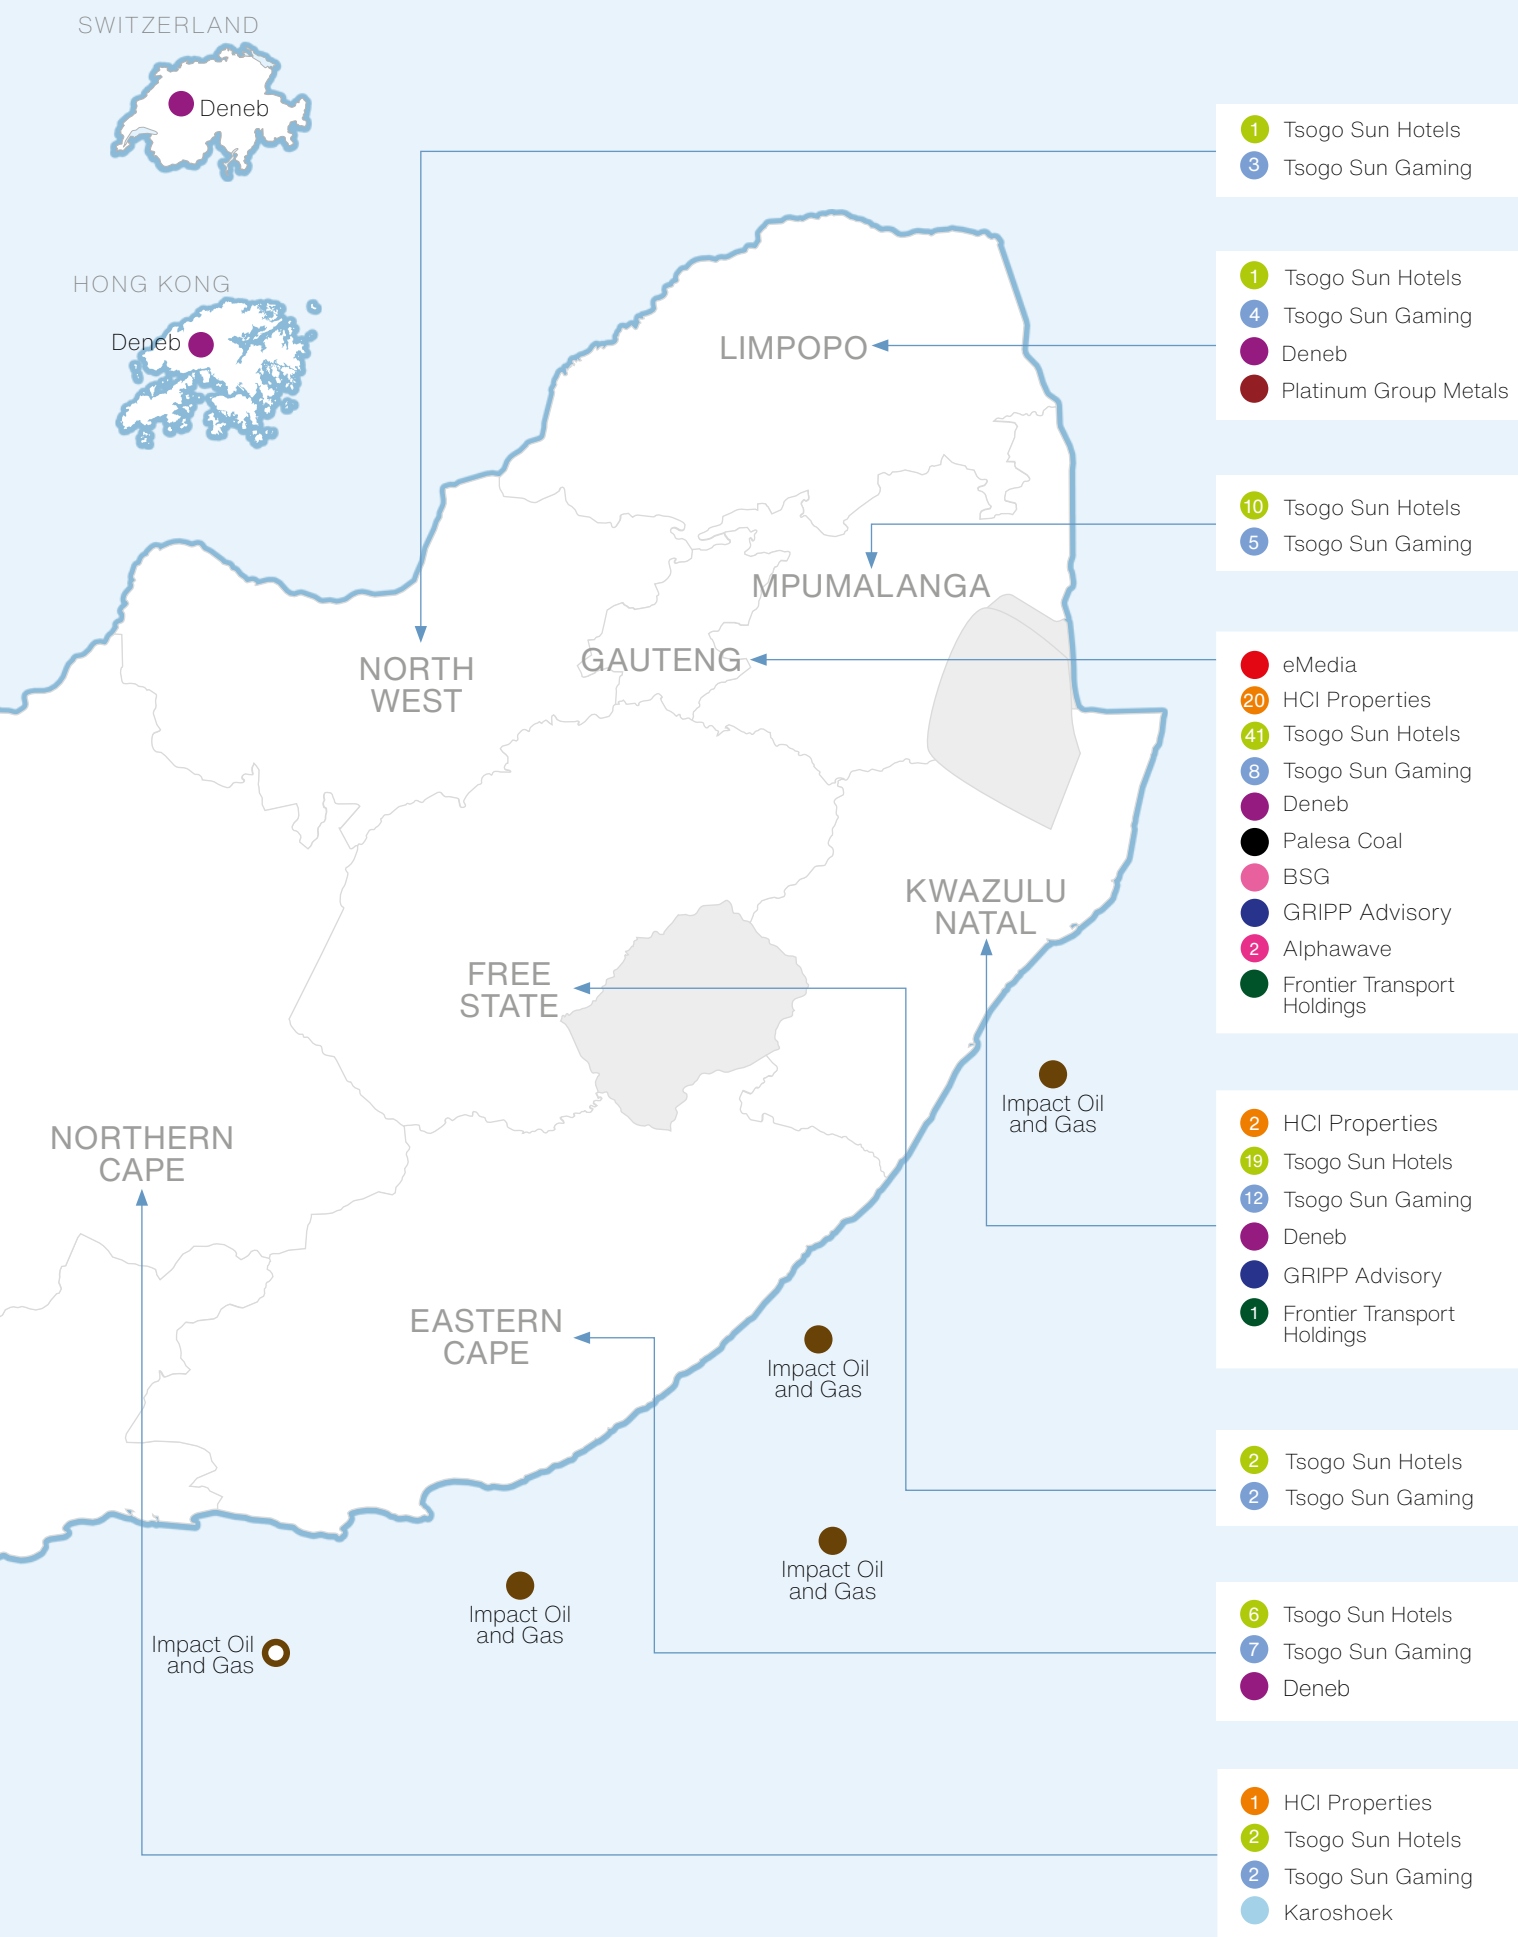 SWITZERLAND
Deneb
HONG KONG
Deneb
LIMPOPO
MPUMALANGA
GAUTENG
NORTH
WEST
KWAZULU
NATAL
FREE
STATE
NORTHERN
CAPE
EASTERN
CAPE
Impact Oil
and Gas
Impact Oil
and Gas
Impact Oil
and Gas
Impact Oil
and Gas
Impact Oil
and Gas
1 Tsogo Sun Hotels
3 Tsogo Sun Gaming
1 Tsogo Sun Hotels
4 Tsogo Sun Gaming
Deneb
Platinum Group Metals
10 Tsogo Sun Hotels
5 Tsogo Sun Gaming
eMedia
20 HCI Properties
41 Tsogo Sun Hotels
8 Tsogo Sun Gaming
Deneb
Palesa Coal
BSG
GRIPP Advisory
2 Alphawave
Frontier Transport
Holdings
2 HCI Properties
19 Tsogo Sun Hotels
12 Tsogo Sun Gaming
Deneb
GRIPP Advisory
1 Frontier Transport
Holdings
2 Tsogo Sun Hotels
2 Tsogo Sun Gaming
6 Tsogo Sun Hotels
7 Tsogo Sun Gaming
Deneb
1 HCI Properties
2 Tsogo Sun Hotels
2 Tsogo Sun Gaming
Karoshoek